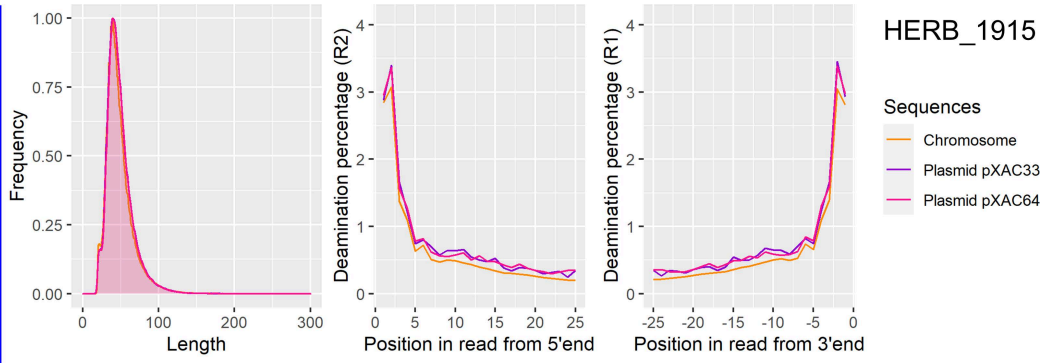 HERB_1915
Frequency
1.00
0.75
0.50
0.25
0.00
0 100 200 300
Length
Deamination percentage (R2)
4
3
2
1
0
0 5 10 15 20 25
Position in read from 5'end
Deamination percentage (R1)
4
3
2
1
0
-25 -20 -15 -10 -5 0
Position in read from 3'end
Sequences
Chromosome
Plasmid pXAC33
Plasmid pXAC64